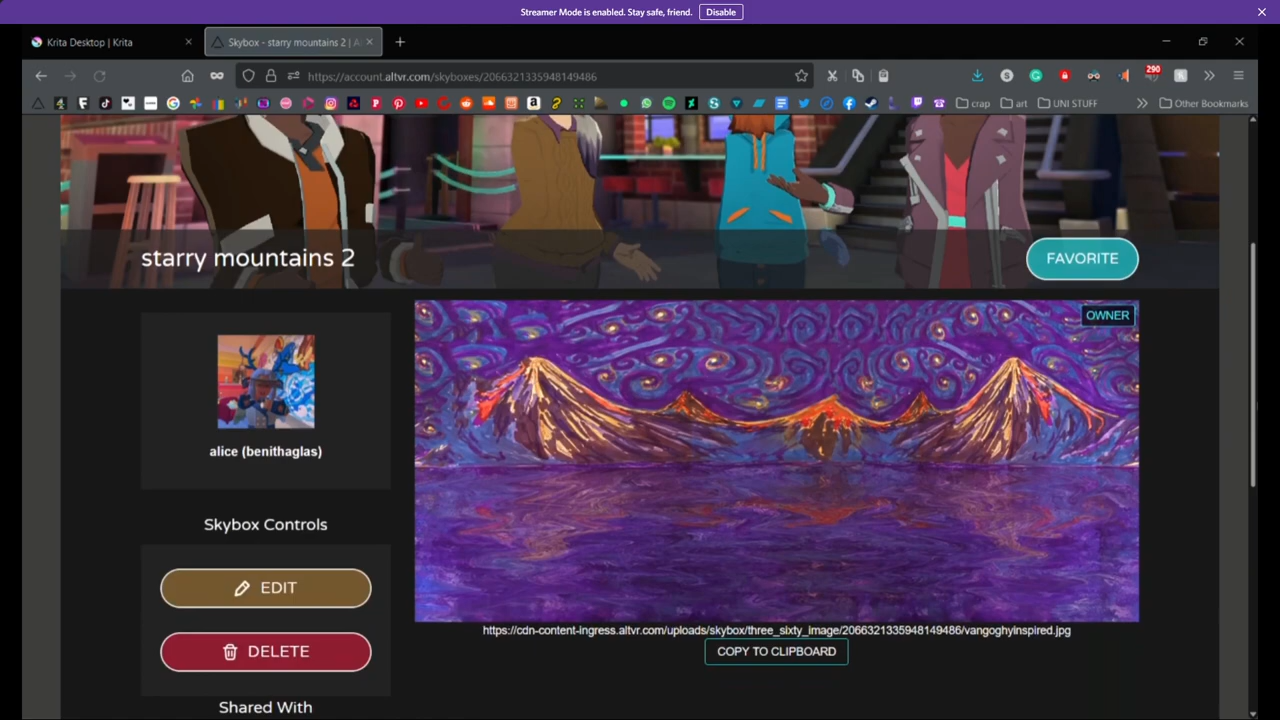 Streamer Mode is enabled. Stay safe, friend. Disable
Krita Desktop | Krita
Skybox - starry mountains 2 | A
https://account.altvr.com/skyboxes/2066321335948149486
290
crap
art
UNI STUFF
Other Bookmarks
starry mountains 2
FAVORITE
OWNER
alice (benithaglas)
Skybox Controls
EDIT
DELETE
https://cdn-content-ingress.altvr.com/uploads/skybox/three_sixty_image/2066321335948149486/vangoghyinspired.jpg
COPY TO CLIPBOARD
Shared With